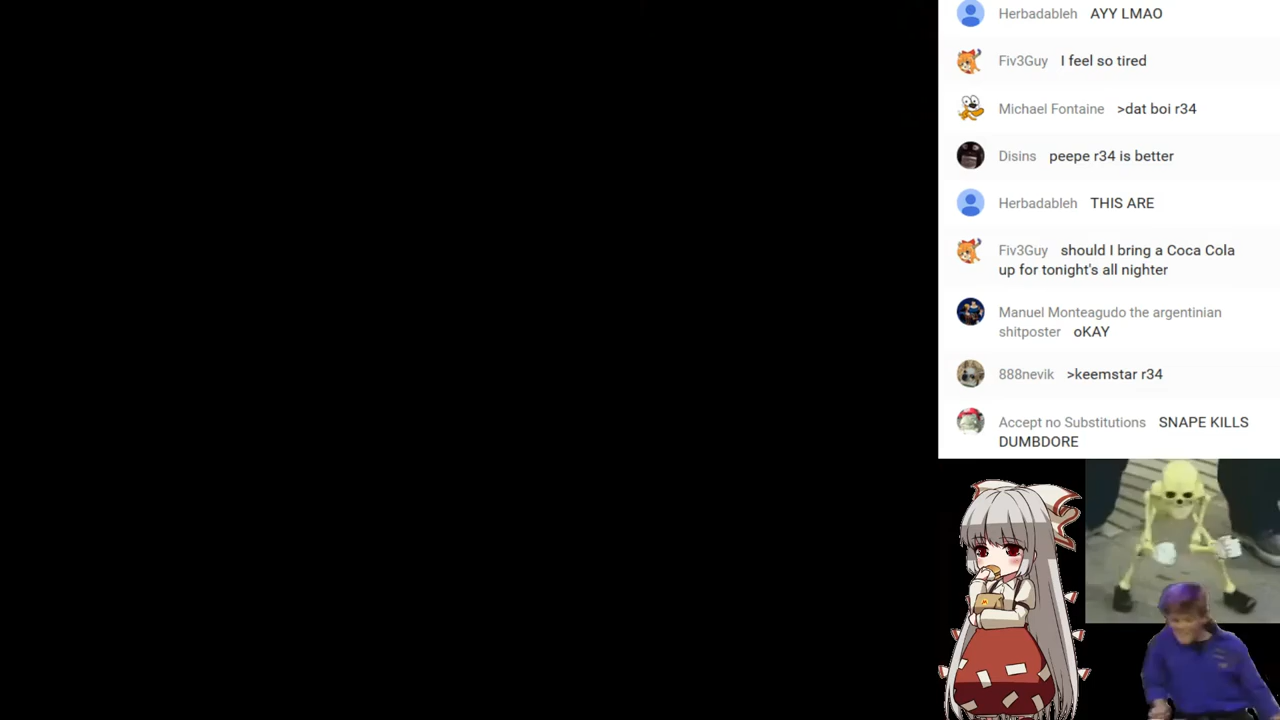 Herbadableh AYY LMAO
Fiv3Guy I feel so tired
Michael Fontaine >dat boi r34
Disins peepe r34 is better
Herbadableh THIS ARE
Fiv3Guy should I bring a Coca Cola
up for tonight's all nighter
Manuel Monteagudo the argentinian
shitposter oKAY
888nevik >keemstar r34
Accept no Substitutions SNAPE KILLS
DUMBDORE